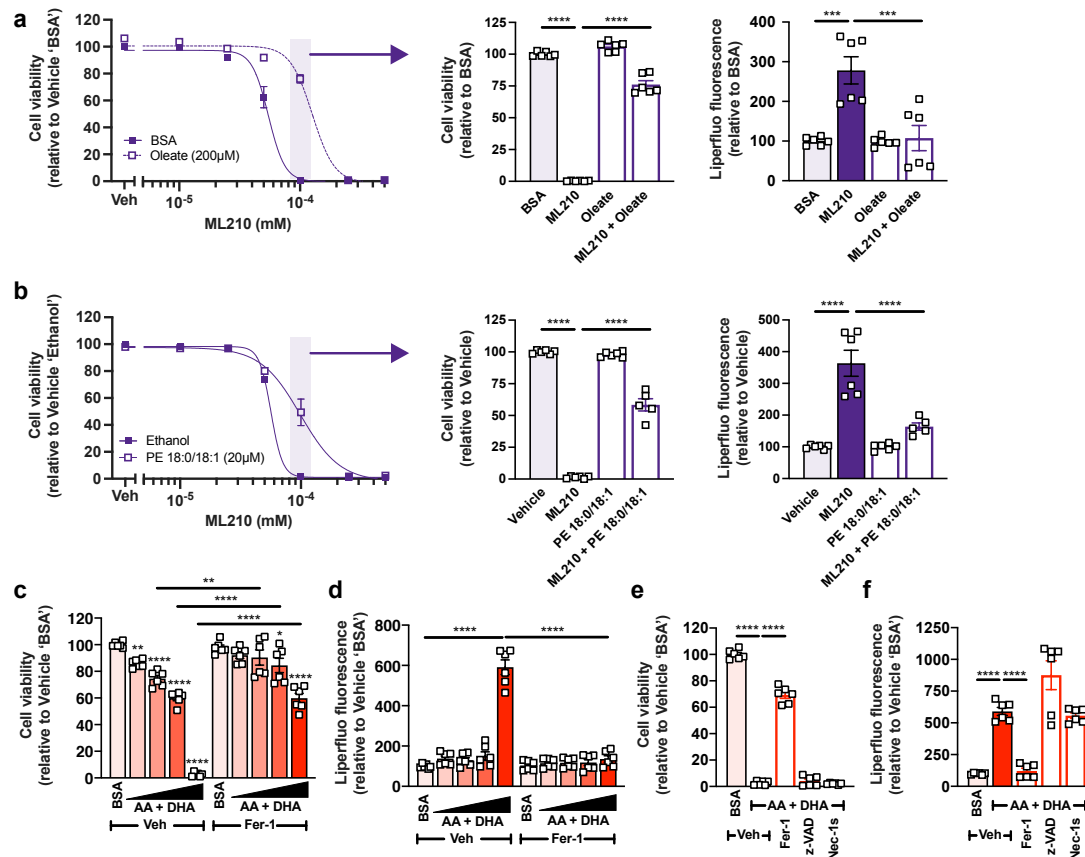 a
Cell viability
(relative to Vehicle 'BSA')
120
100
80
60
40
20
0
BSA
Oleate (200µM)
Veh
10-5
10-4
ML210 (mM)
****
****
Cell viability
(relative to BSA)
125
100
75
50
25
0
BSA
ML210
Oleate
ML210 + Oleate
***
***
Liperfluo fluorescence
(relative to BSA)
400
300
200
100
0
BSA
ML210
Oleate
ML210 + Oleate
b
Cell viability
(relative to Vehicle 'Ethanol')
120
100
80
60
40
20
0
Ethanol
PE 18:0/18:1 (20µM)
Veh
10-5
10-4
ML210 (mM)
****
****
Cell viability
(relative to Vehicle)
125
100
75
50
25
0
Vehicle
ML210
PE 18:0/18:1
ML210 + PE 18:0/18:1
****
****
Liperfluo fluorescence
(relative to Vehicle)
500
400
300
200
100
0
Vehicle
ML210
PE 18:0/18:1
ML210 + PE 18:0/18:1
c
**
****
****
Cell viability
(relative to Vehicle 'BSA')
120
100
80
60
40
20
0
**
****
****
****
*
****
BSA
AA + DHA
AA + DHA
Veh
Fer-1
d
****
****
Liperfluo fluorescence
(relative to Vehicle 'BSA')
800
600
400
200
0
BSA
AA + DHA
AA + DHA
Veh
Fer-1
e
****
****
Cell viability
(relative to Vehicle 'BSA')
120
100
80
60
40
20
0
BSA
AA + DHA
Veh
Fer-1
z-VAD
Nec-1s
f
****
****
Liperfluo fluorescence
(relative to Vehicle 'BSA')
1250
1000
750
500
250
0
BSA
AA + DHA
Veh
Fer-1
z-VAD
Nec-1s